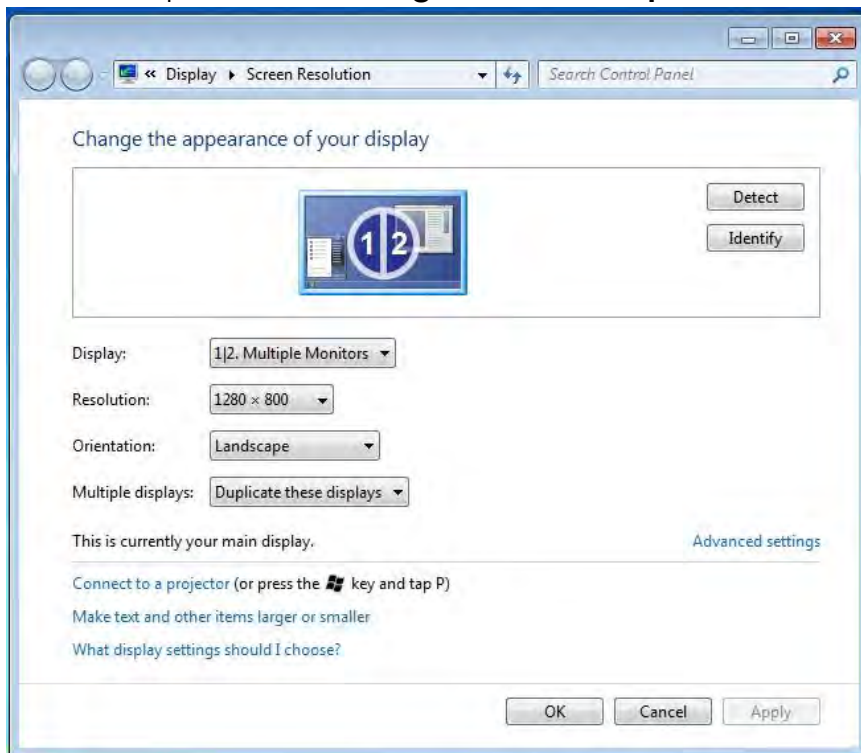 « Display ▸ Screen Resolution
Search Control Panel
Change the appearance of your display
1 2
Detect
Identify
Display: 1|2. Multiple Monitors
Resolution: 1280 × 800
Orientation: Landscape
Multiple displays: Duplicate these displays
This is currently your main display. Advanced settings
Connect to a projector (or press the key and tap P)
Make text and other items larger or smaller
What display settings should I choose?
OK Cancel Apply